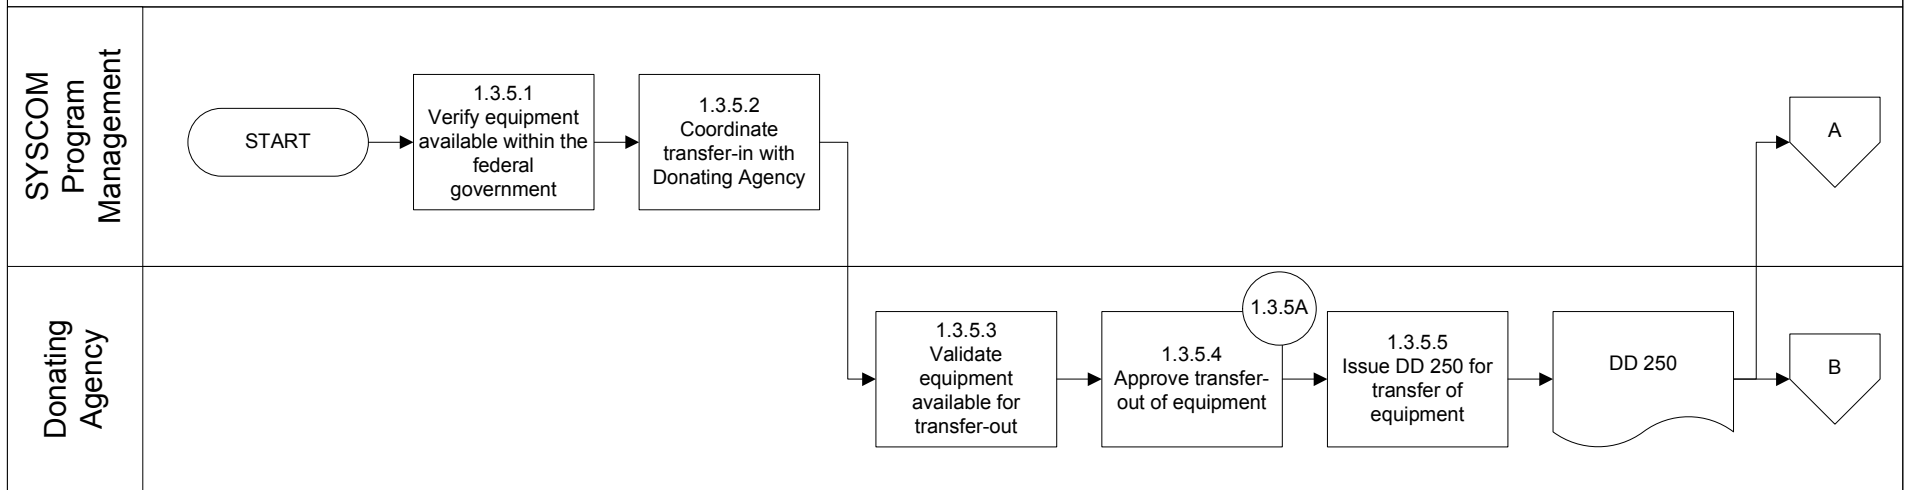 SYSCOM
Program
Management
START
1.3.5.1
Verify equipment
available within the
federal
government
1.3.5.2
Coordinate
transfer-in with
Donating Agency
A
Donating
Agency
1.3.5.3
Validate
equipment
available for
transfer-out
1.3.5A
1.3.5.4
Approve transfer-
out of equipment
1.3.5.5
Issue DD 250 for
transfer of
equipment
DD 250
B